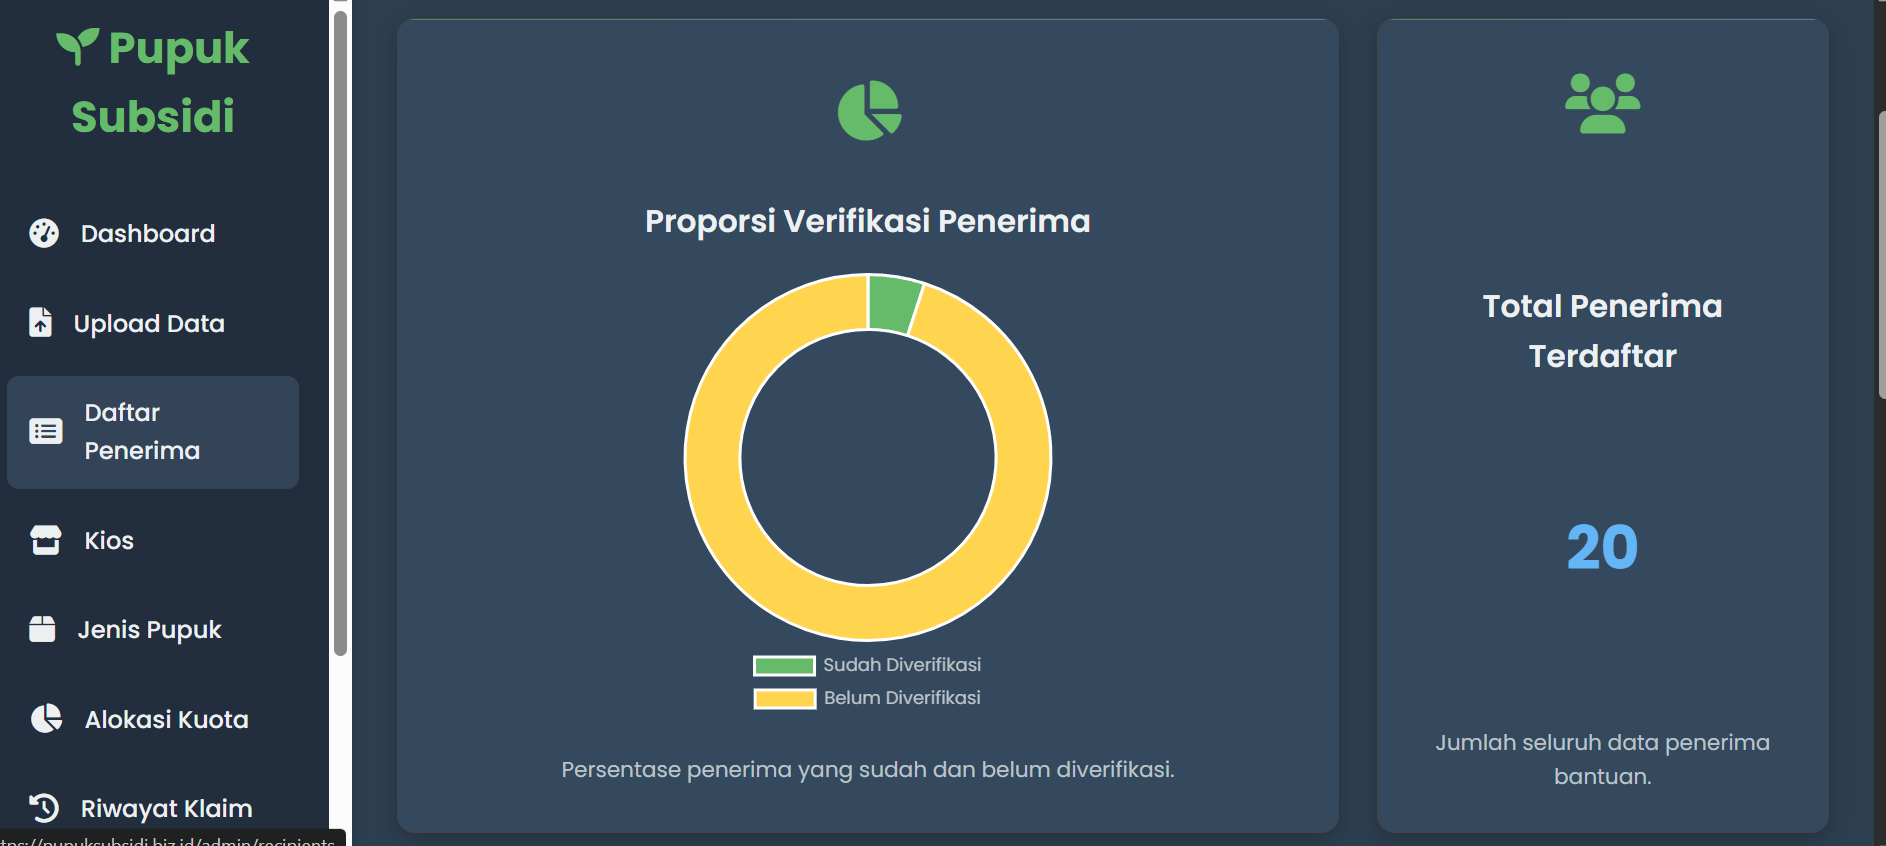 Pupuk
Subsidi
Dashboard
Upload Data
Daftar
Penerima
Kios
Jenis Pupuk
Alokasi Kuota
Riwayat Klaim
Proporsi Verifikasi Penerima
Sudah Diverifikasi
Belum Diverifikasi
Persentase penerima yang sudah dan belum diverifikasi.
Total Penerima
Terdaftar
20
Jumlah seluruh data penerima
bantuan.
tps://pupuksubsidi.biz.id/admin/recipients